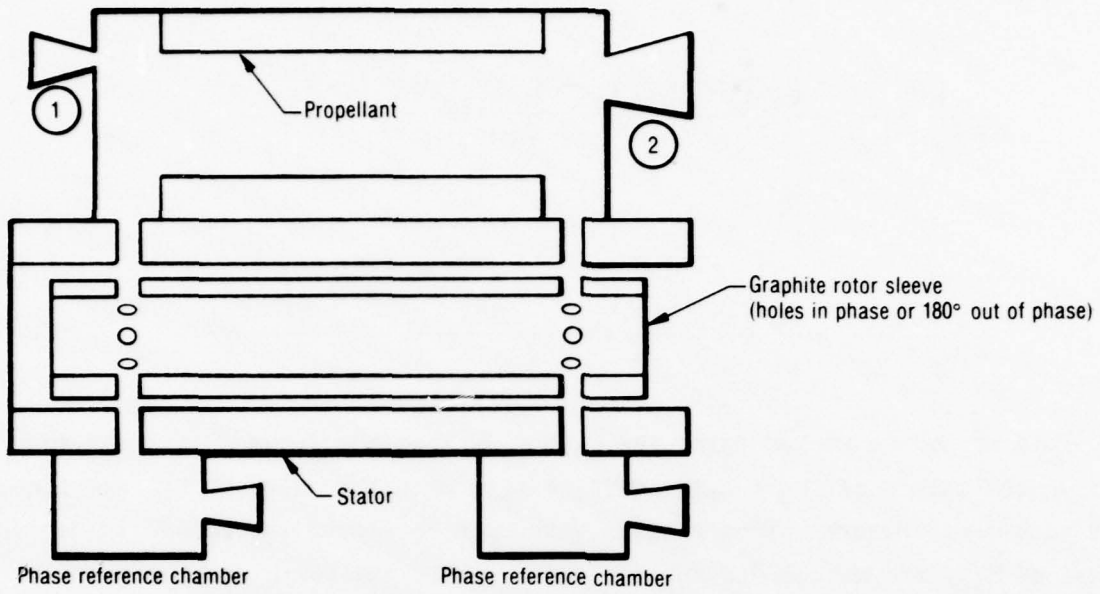 1
Propellant
2
Graphite rotor sleeve
(holes in phase or 180° out of phase)
Stator
Phase reference chamber
Phase reference chamber